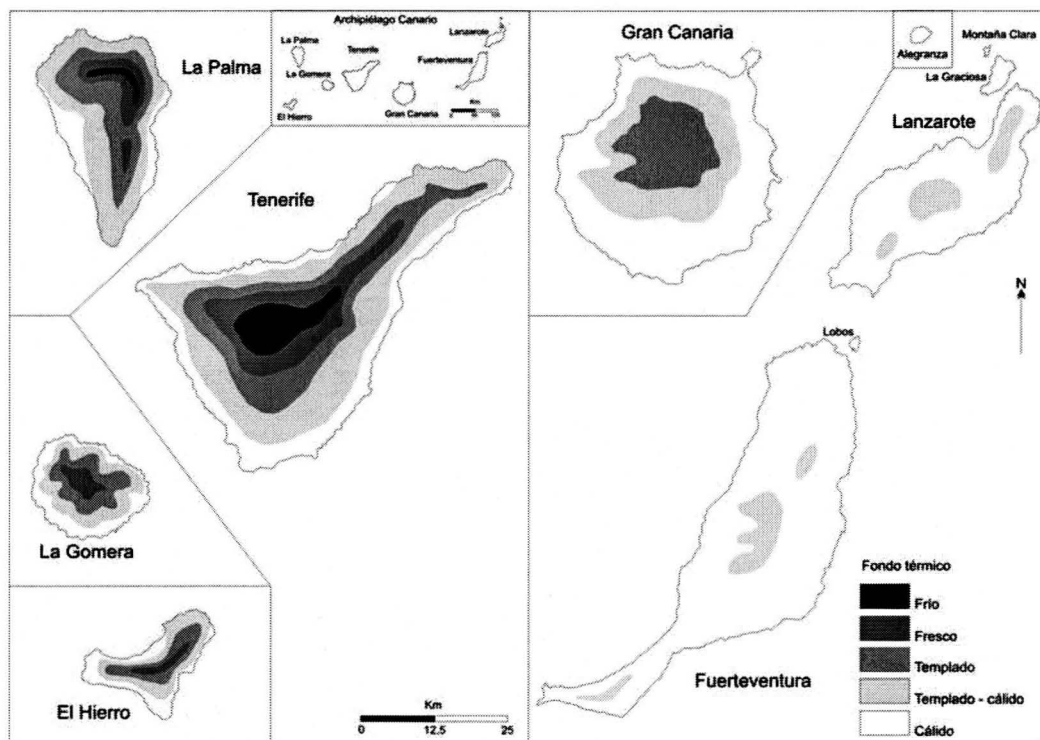 La Palma
Archipiélago Canario
La Palma
Tenerife
Lanzarote
La Gomera
Fuerteventura
El Hierro
Gran Canaria
Km
Gran Canaria
Alegranza
Montaña Clara
La Graciosa
Lanzarote
Tenerife
N
Lobos
La Gomera
El Hierro
Km
0 12.5 25
Fuerteventura
Fondo térmico
Frío
Fresco
Templado
Templado - cálido
Cálido